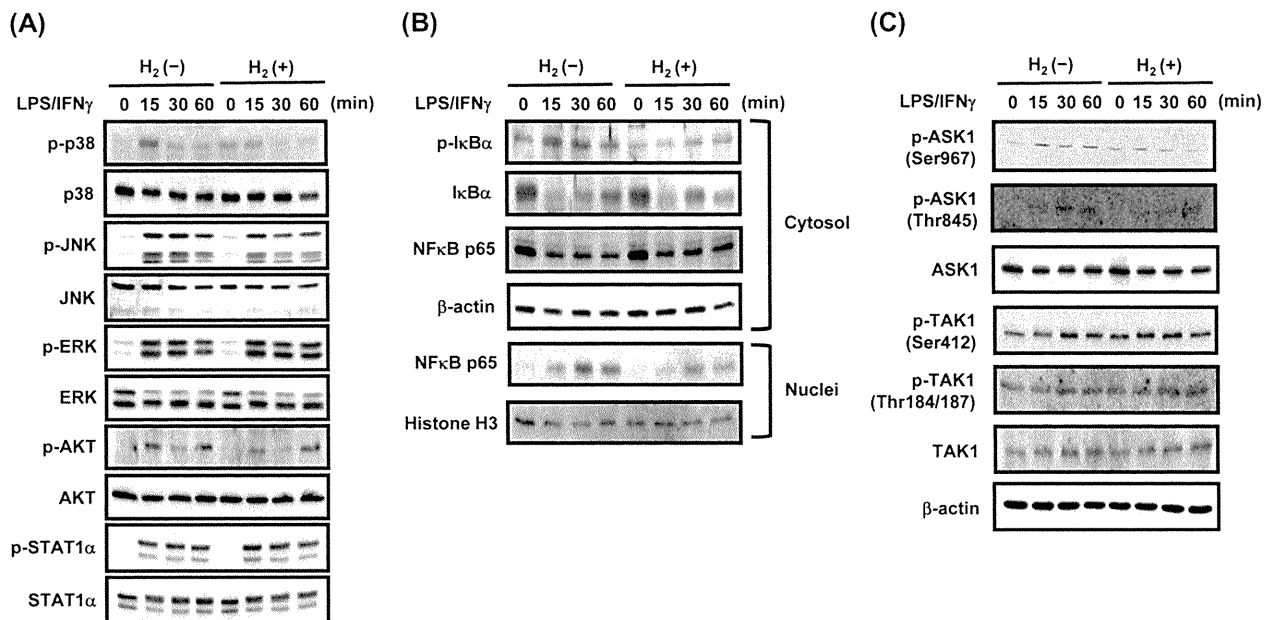 (A)
H₂ (−) H₂ (+)
LPS/IFNγ 0 15 30 60 0 15 30 60 (min)
p-p38
p38
p-JNK
JNK
p-ERK
ERK
p-AKT
AKT
p-STAT1α
STAT1α
(B)
H₂ (−) H₂ (+)
LPS/IFNγ 0 15 30 60 0 15 30 60 (min)
p-IκBα
IκBα
NFκB p65
β-actin
Cytosol
NFκB p65
Histone H3
Nuclei
(C)
H₂ (−) H₂ (+)
LPS/IFNγ 0 15 30 60 0 15 30 60 (min)
p-ASK1
(Ser967)
p-ASK1
(Thr845)
ASK1
p-TAK1
(Ser412)
p-TAK1
(Thr184/187)
TAK1
β-actin